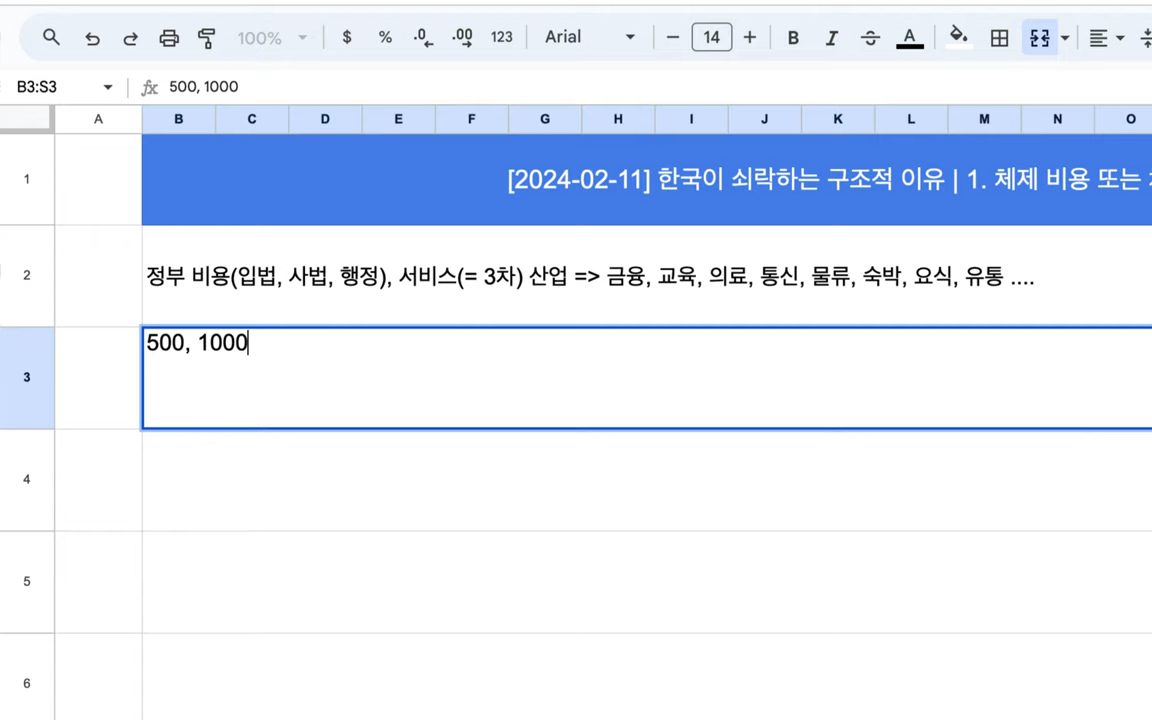 100% $ % .0 .00 123 Arial 14 B I A
B3:S3 fx 500, 1000
A B C D E F G H I J K L M N O
1 [2024-02-11] 한국이 쇠락하는 구조적 이유 | 1. 체제 비용 또는
2 정부 비용(입법, 사법, 행정), 서비스(= 3차) 산업 => 금융, 교육, 의료, 통신, 물류, 숙박, 요식, 유통 ....
3 500, 1000
4
5
6